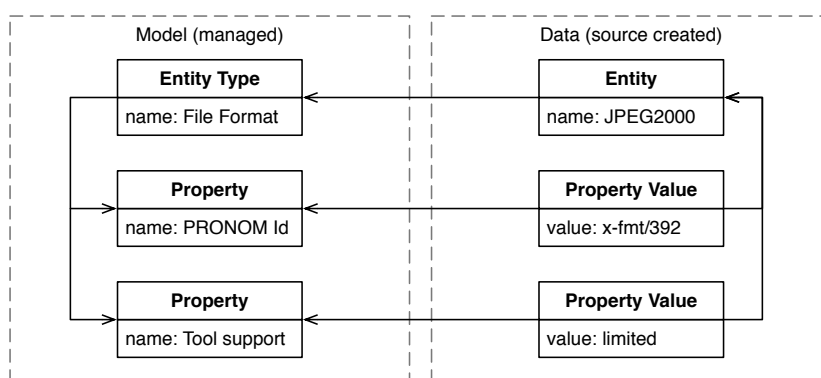 Model (managed)
Data (source created)
Entity Type
name: File Format
Entity
name: JPEG2000
Property
name: PRONOM Id
Property Value
value: x-fmt/392
Property
name: Tool support
Property Value
value: limited